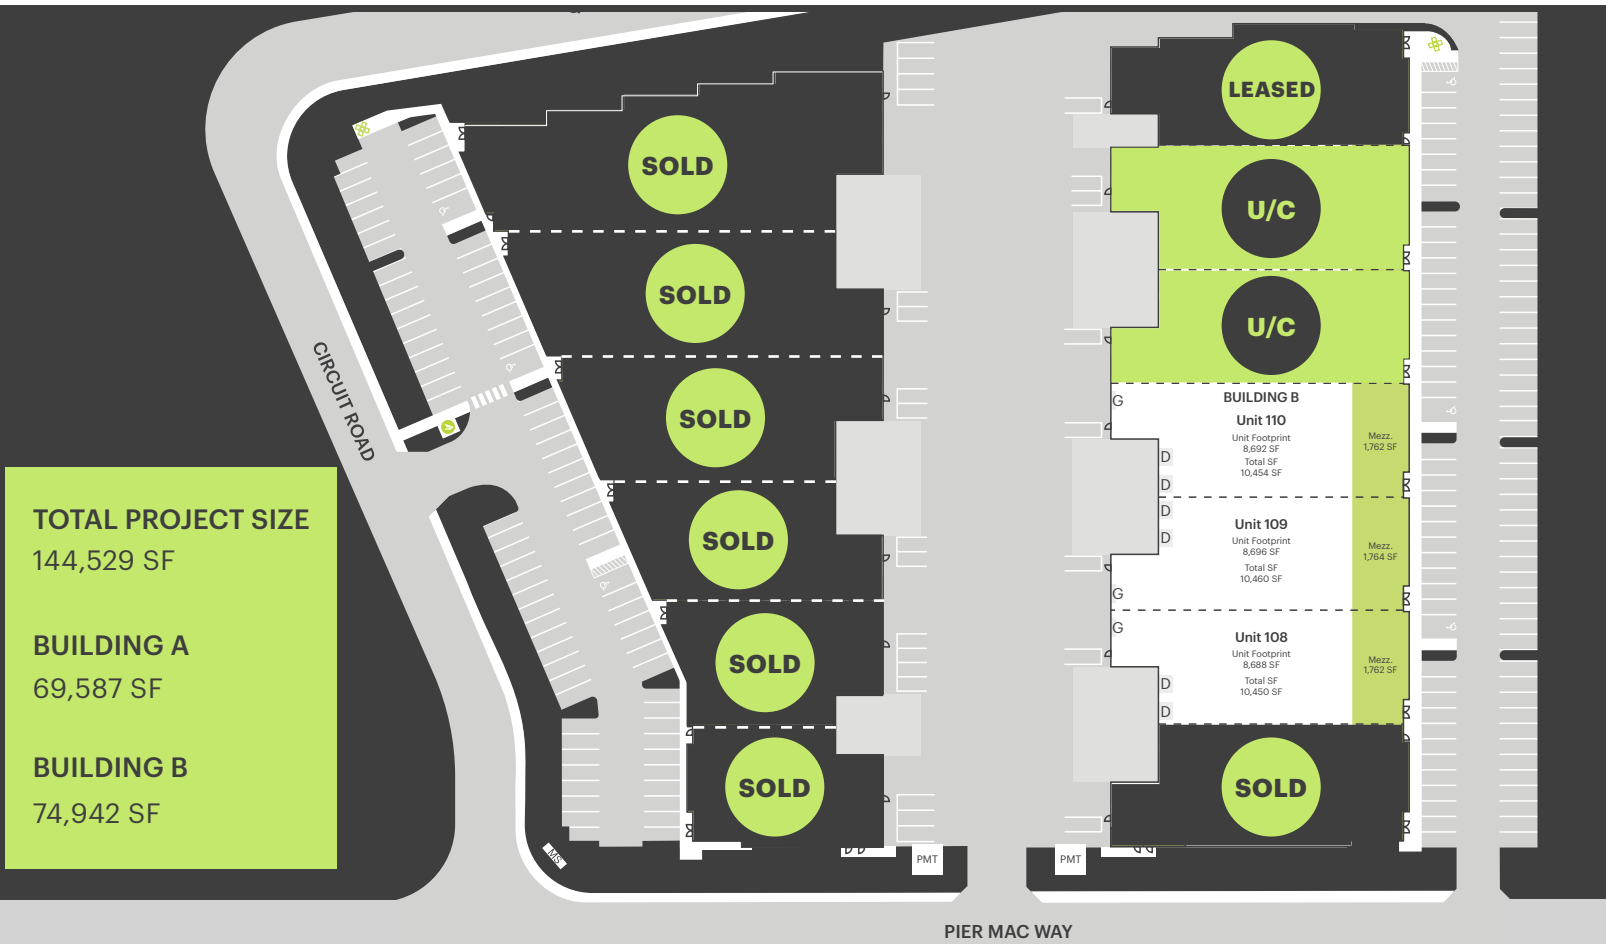 LEASED
SOLD
U/C
SOLD
U/C
CIRCUIT ROAD
SOLD
G
BUILDING B
Unit 110
Unit Footprint
8,692 SF
Total SF
10,454 SF
Mezz.
1,762 SF
D
D
SOLD
D
D
G
Unit 109
Unit Footprint
8,696 SF
Total SF
10,460 SF
Mezz.
1,764 SF
SOLD
G
Unit 108
Unit Footprint
8,688 SF
Total SF
10,450 SF
Mezz.
1,762 SF
D
D
SOLD
SOLD
TOTAL PROJECT SIZE
144,529 SF
BUILDING A
69,587 SF
BUILDING B
74,942 SF
MS
PMT
PMT
PIER MAC WAY